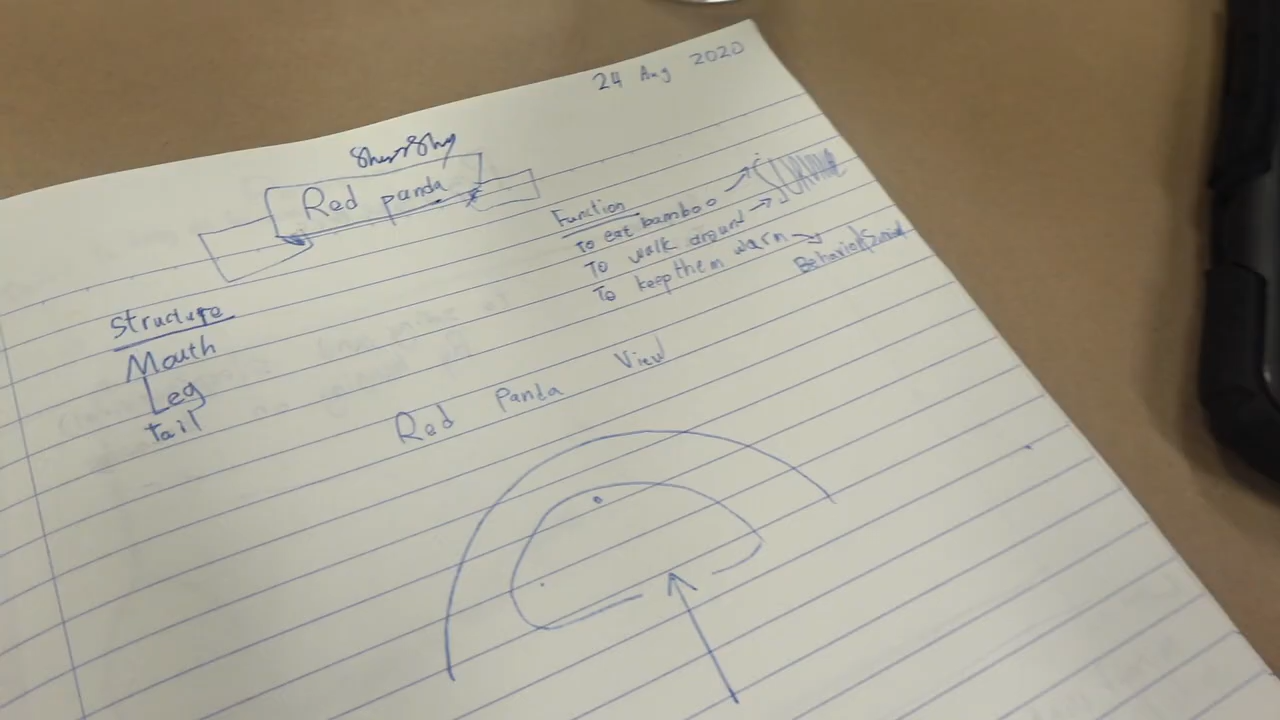 24 Aug 2020
Red panda
Function
To eat bamboo
To walk around
To keep them warm
Structure
Mouth
Leg
tail
Red Panda View